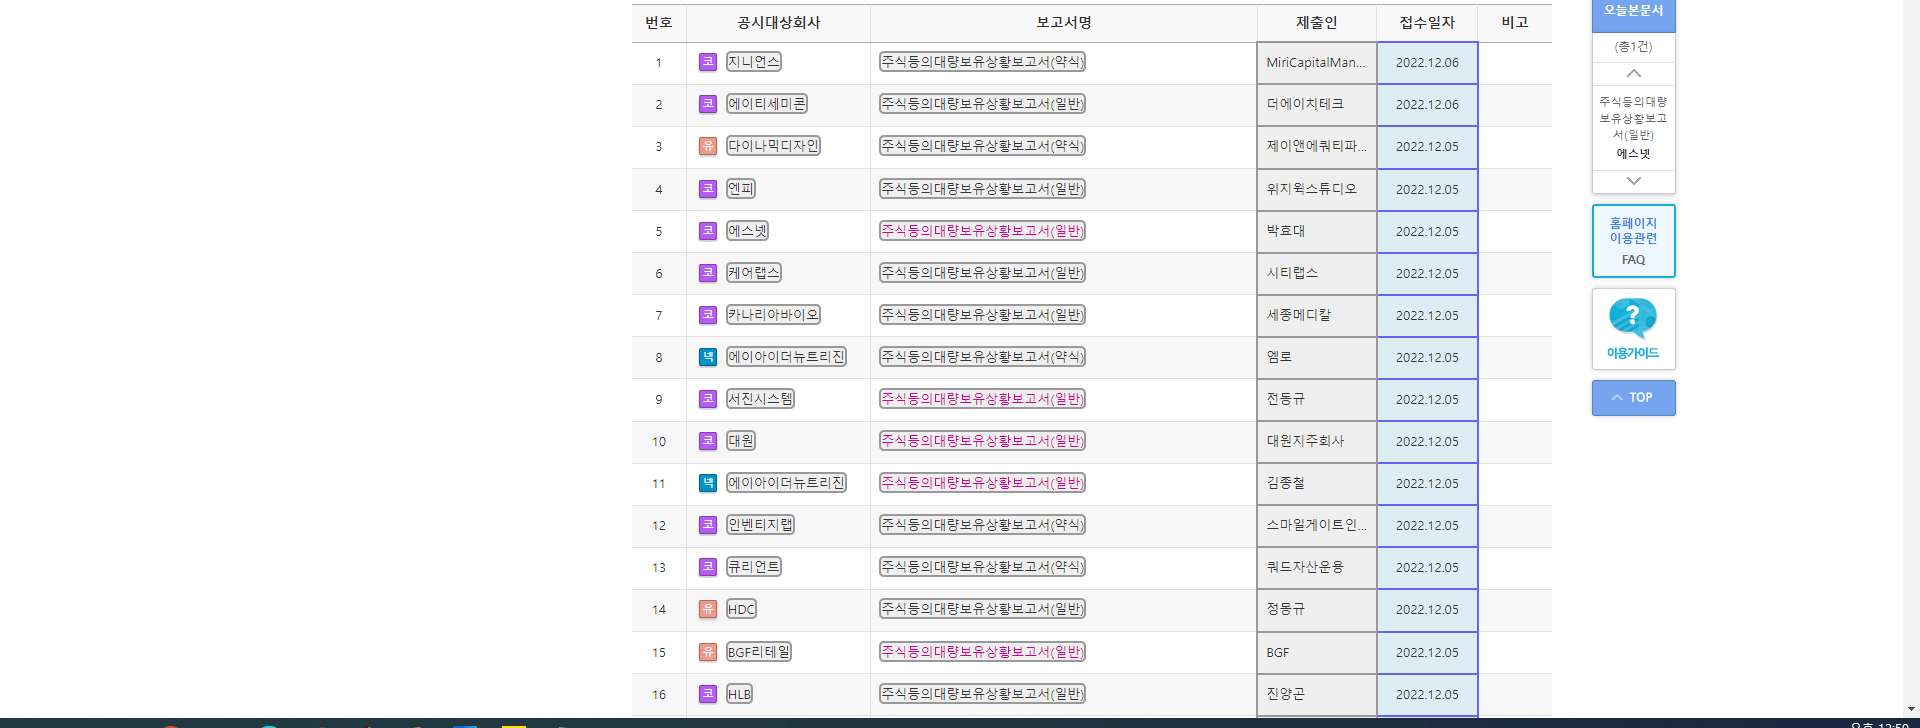 번호 공시대상회사 보고서명 제출인 접수일자 비고
1 코 지니언스 주식등의대량보유상황보고서(약식) MiriCapitalMan... 2022.12.06
2 코 에이티세미콘 주식등의대량보유상황보고서(일반) 더에이치테크 2022.12.06
3 유 다이나믹디자인 주식등의대량보유상황보고서(약식) 제이앤에쿼티파... 2022.12.05
4 코 엔피 주식등의대량보유상황보고서(일반) 위지윅스튜디오 2022.12.05
5 코 에스넷 주식등의대량보유상황보고서(일반) 박효대 2022.12.05
6 코 케어랩스 주식등의대량보유상황보고서(일반) 시티랩스 2022.12.05
7 코 카나리아바이오 주식등의대량보유상황보고서(일반) 세종메디칼 2022.12.05
8 넥 에이아이더뉴트리진 주식등의대량보유상황보고서(약식) 엠로 2022.12.05
9 코 서진시스템 주식등의대량보유상황보고서(일반) 전동규 2022.12.05
10 코 대원 주식등의대량보유상황보고서(일반) 대원지주회사 2022.12.05
11 넥 에이아이더뉴트리진 주식등의대량보유상황보고서(일반) 김종철 2022.12.05
12 코 인벤티지랩 주식등의대량보유상황보고서(약식) 스마일게이트인... 2022.12.05
13 코 큐리언트 주식등의대량보유상황보고서(약식) 쿼드자산운용 2022.12.05
14 유 HDC 주식등의대량보유상황보고서(일반) 정몽규 2022.12.05
15 유 BGF리테일 주식등의대량보유상황보고서(일반) BGF 2022.12.05
16 코 HLB 주식등의대량보유상황보고서(일반) 진양곤 2022.12.05
오늘본문서
(총1건)
주식등의대량
보유상황보고
서(일반)
에스넷
홈페이지
이용관련
FAQ
?
이용가이드
TOP